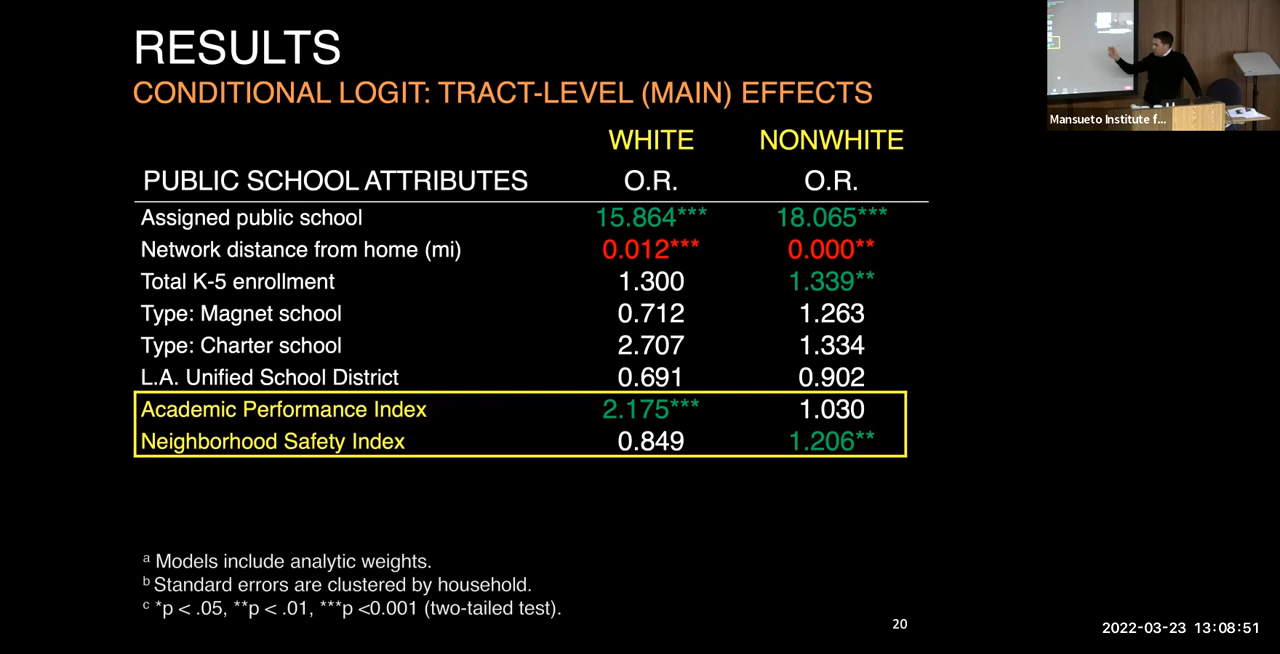 RESULTS
CONDITIONAL LOGIT: TRACT-LEVEL (MAIN) EFFECTS
WHITE NONWHITE
PUBLIC SCHOOL ATTRIBUTES O.R. O.R.
Assigned public school 15.864*** 18.065***
Network distance from home (mi) 0.012*** 0.000**
Total K-5 enrollment 1.300 1.339**
Type: Magnet school 0.712 1.263
Type: Charter school 2.707 1.334
L.A. Unified School District 0.691 0.902
Academic Performance Index 2.175*** 1.030
Neighborhood Safety Index 0.849 1.206**
a Models include analytic weights.
b Standard errors are clustered by household.
c *p < .05, **p < .01, ***p <0.001 (two-tailed test).
20
Mansueto Institute f...
2022-03-23 13:08:51